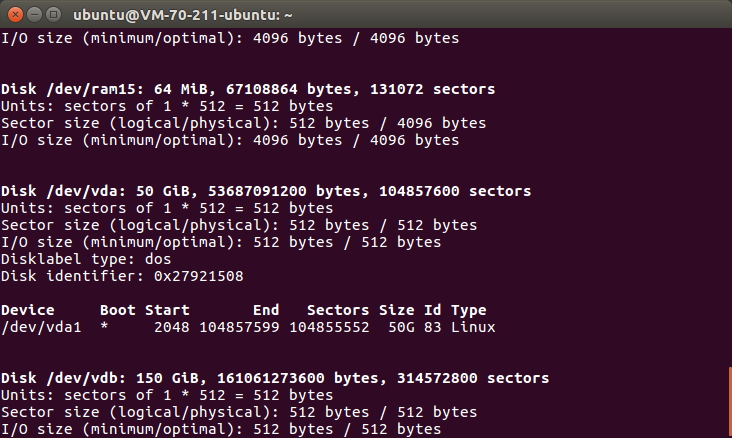 ubuntu@VM-70-211-ubuntu: ~
I/O size (minimum/optimal): 4096 bytes / 4096 bytes
Disk /dev/ram15: 64 MiB, 67108864 bytes, 131072 sectors
Units: sectors of 1 * 512 = 512 bytes
Sector size (logical/physical): 512 bytes / 4096 bytes
I/O size (minimum/optimal): 4096 bytes / 4096 bytes
Disk /dev/vda: 50 GiB, 53687091200 bytes, 104857600 sectors
Units: sectors of 1 * 512 = 512 bytes
Sector size (logical/physical): 512 bytes / 512 bytes
I/O size (minimum/optimal): 512 bytes / 512 bytes
Disklabel type: dos
Disk identifier: 0x27921508
Device     Boot Start       End   Sectors Size Id Type
/dev/vda1  *     2048 104857599 104855552  50G 83 Linux
Disk /dev/vdb: 150 GiB, 161061273600 bytes, 314572800 sectors
Units: sectors of 1 * 512 = 512 bytes
Sector size (logical/physical): 512 bytes / 512 bytes
I/O size (minimum/optimal): 512 bytes / 512 bytes